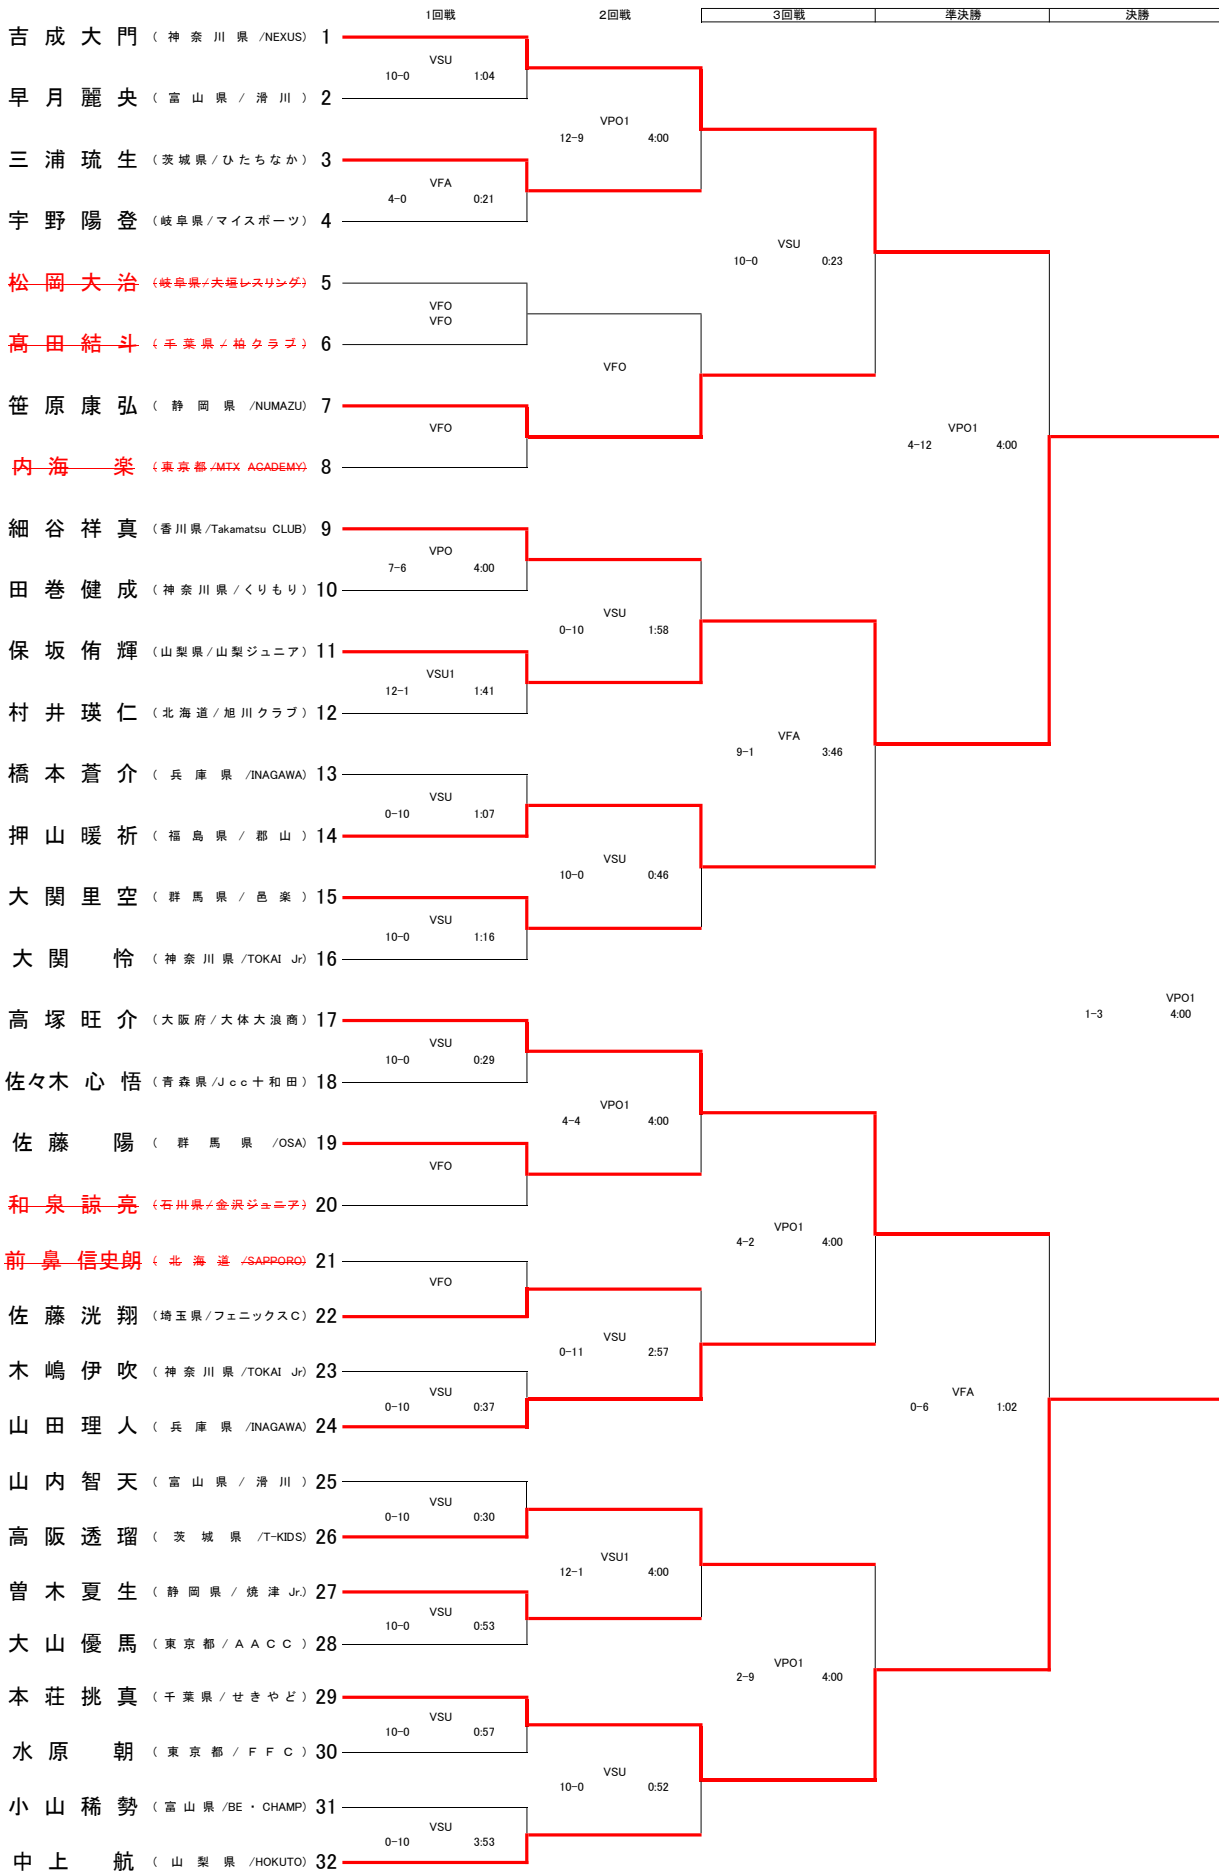 1回戦 2回戦 3回戦 準決勝 決勝
吉成大門 (神奈川県/NEXUS) 1
VSU
10-0 1:04
早月麗央 (富山県/滑川) 2
VPO1
12-9 4:00
三浦琉生 (茨城県/ひたちなか) 3
VFA
4-0 0:21
宇野陽登 (岐阜県/マイスポーツ) 4
VSU
10-0 0:23
松岡大治 (岐阜県/大垣レスリング) 5
VFO
VFO
髙田結斗 (千葉県/柏クラブ) 6
VFO
笹原康弘 (静岡県/NUMAZU) 7
VFO
VPO1
4-12 4:00
内海楽 (東京都/MTX ACADEMY) 8
細谷祥真 (香川県/Takamatsu CLUB) 9
VPO
7-6 4:00
田巻健成 (神奈川県/くりもり) 10
VSU
0-10 1:58
保坂侑輝 (山梨県/山梨ジュニア) 11
VSU1
12-1 1:41
村井瑛仁 (北海道/旭川クラブ) 12
VFA
9-1 3:46
橋本蒼介 (兵庫県/INAGAWA) 13
VSU
0-10 1:07
押山暖祈 (福島県/郡山) 14
VSU
10-0 0:46
大関里空 (群馬県/邑楽) 15
VSU
10-0 1:16
大関怜 (神奈川県/TOKAI Jr) 16
VPO1
1-3 4:00
高塚旺介 (大阪府/大体大浪商) 17
VSU
10-0 0:29
佐々木心悟 (青森県/Jcc十和田) 18
VPO1
4-4 4:00
佐藤陽 (群馬県/OSA) 19
VFO
和泉諒亮 (石川県/金沢ジュニア) 20
VPO1
4-2 4:00
前鼻信史朗 (北海道/SAPPORO) 21
VFO
佐藤洸翔 (埼玉県/フェニックスC) 22
VSU
0-11 2:57
木嶋伊吹 (神奈川県/TOKAI Jr) 23
VSU
0-10 0:37
VFA
0-6 1:02
山田理人 (兵庫県/INAGAWA) 24
山内智天 (富山県/滑川) 25
VSU
0-10 0:30
高阪透瑠 (茨城県/T-KIDS) 26
VSU1
12-1 4:00
曽木夏生 (静岡県/焼津Jr.) 27
VSU
10-0 0:53
大山優馬 (東京都/AACC) 28
VPO1
2-9 4:00
本荘挑真 (千葉県/せきやど) 29
VSU
10-0 0:57
水原朝 (東京都/FFC) 30
VSU
10-0 0:52
小山稀勢 (富山県/BE・CHAMP) 31
VSU
0-10 3:53
中上航 (山梨県/HOKUTO) 32